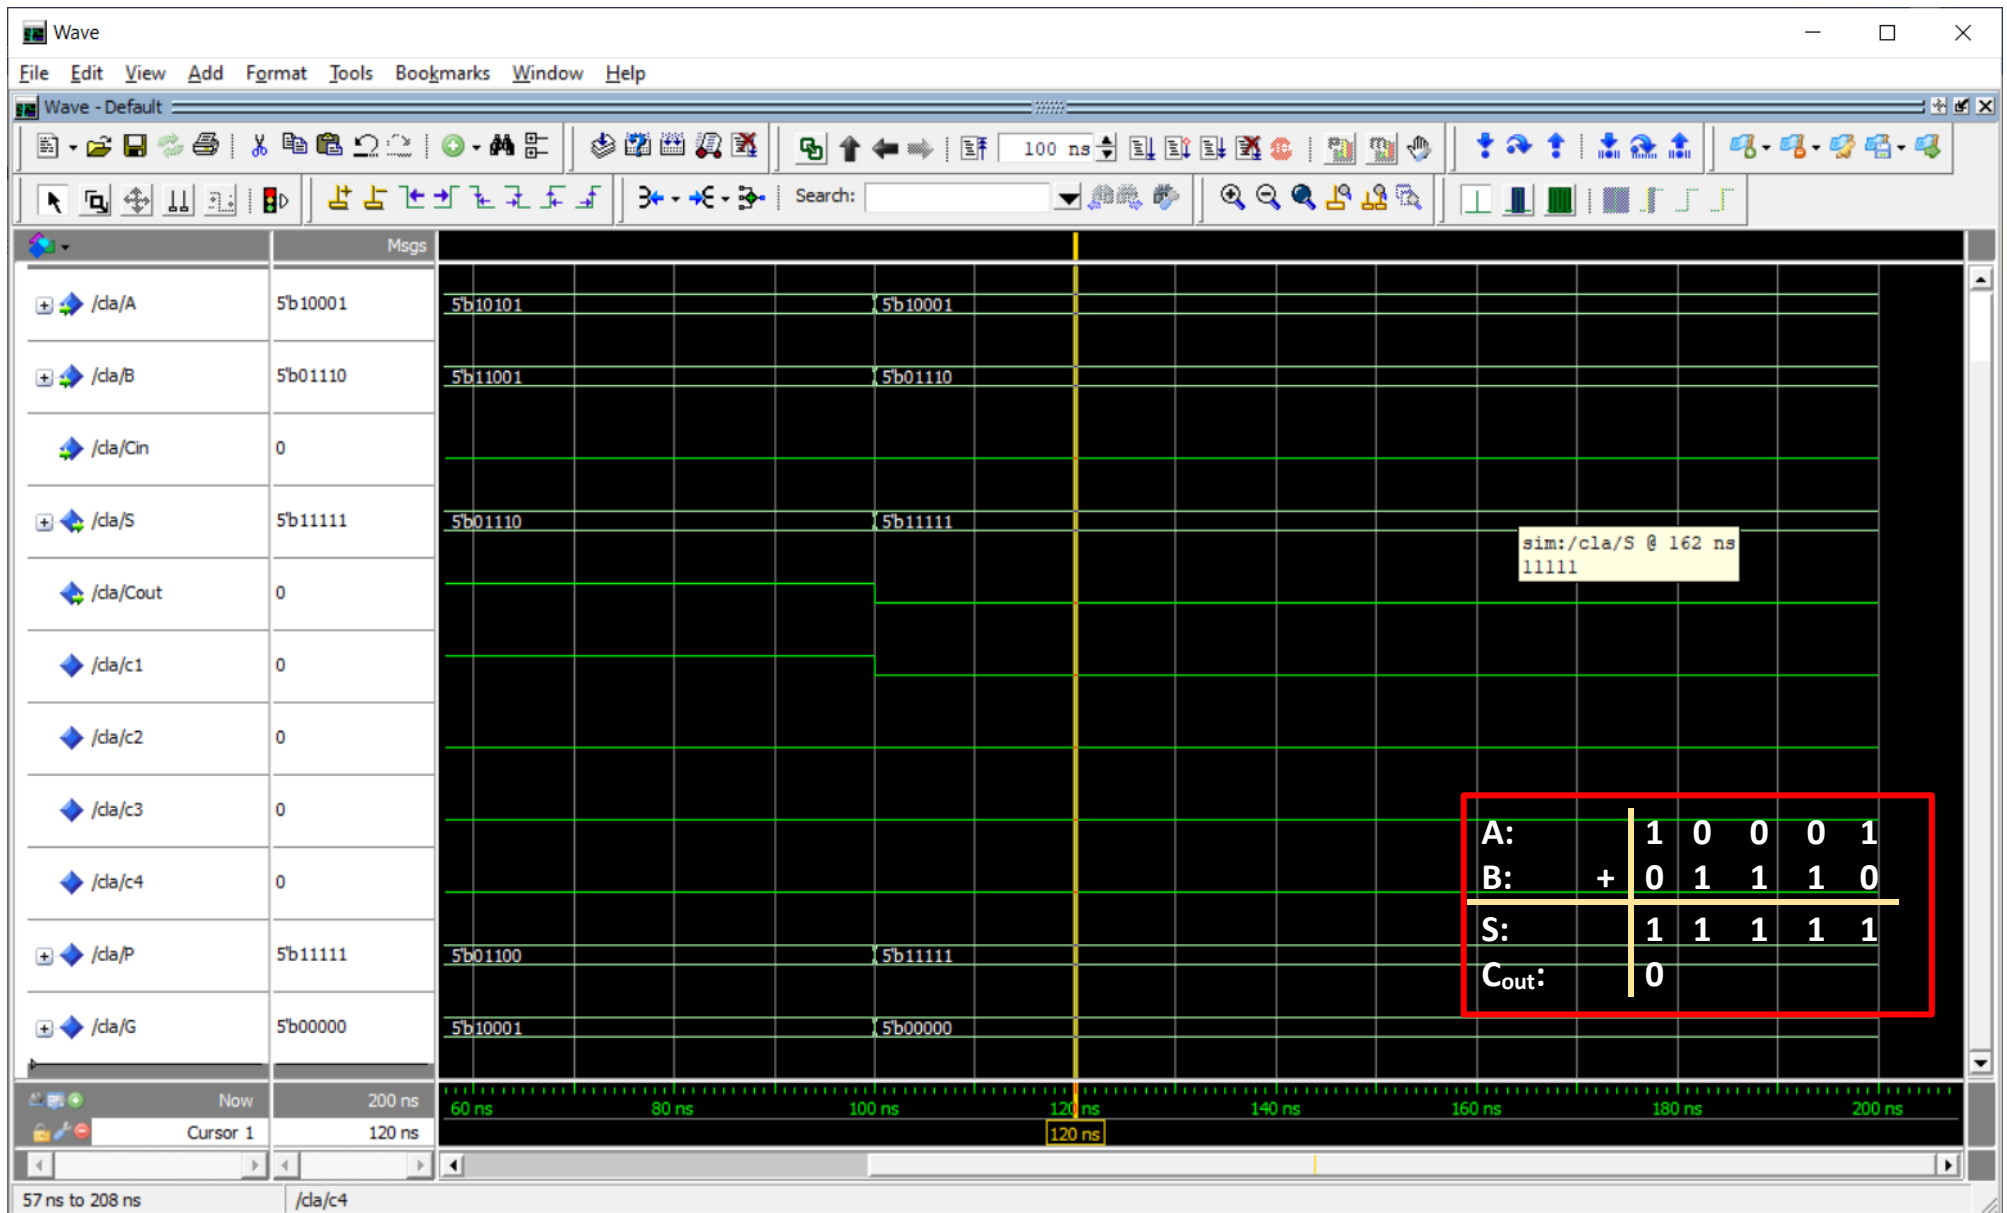 Wave
File Edit View Add Format Tools Bookmarks Window Help
Wave - Default
100 ns
Search:
Msgs
/cla/A 5'b10001 5'b10101 5'b10001
/cla/B 5'b01110 5'b11001 5'b01110
/cla/Cin 0
/cla/S 5'b11111 5'b01110 5'b11111
sim:/cla/S @ 162 ns
11111
/cla/Cout 0
/cla/c1 0
/cla/c2 0
/cla/c3 0
/cla/c4 0
/cla/P 5'b11111 5'b01100 5'b11111
/cla/G 5'b00000 5'b10001 5'b00000
A: 1 0 0 0 1
B: + 0 1 1 1 0
S: 1 1 1 1 1
Cout: 0
Now 200 ns 60 ns 80 ns 100 ns 120 ns 140 ns 160 ns 180 ns 200 ns
Cursor 1 120 ns 120 ns
57 ns to 208 ns /cla/c4